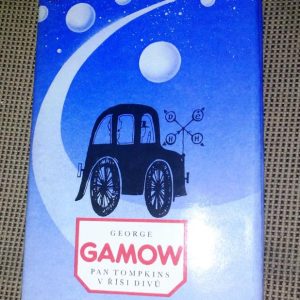 GEORGE
GAMOW
PAN TOMPKINS
V ŘÍŠI DIVŮ